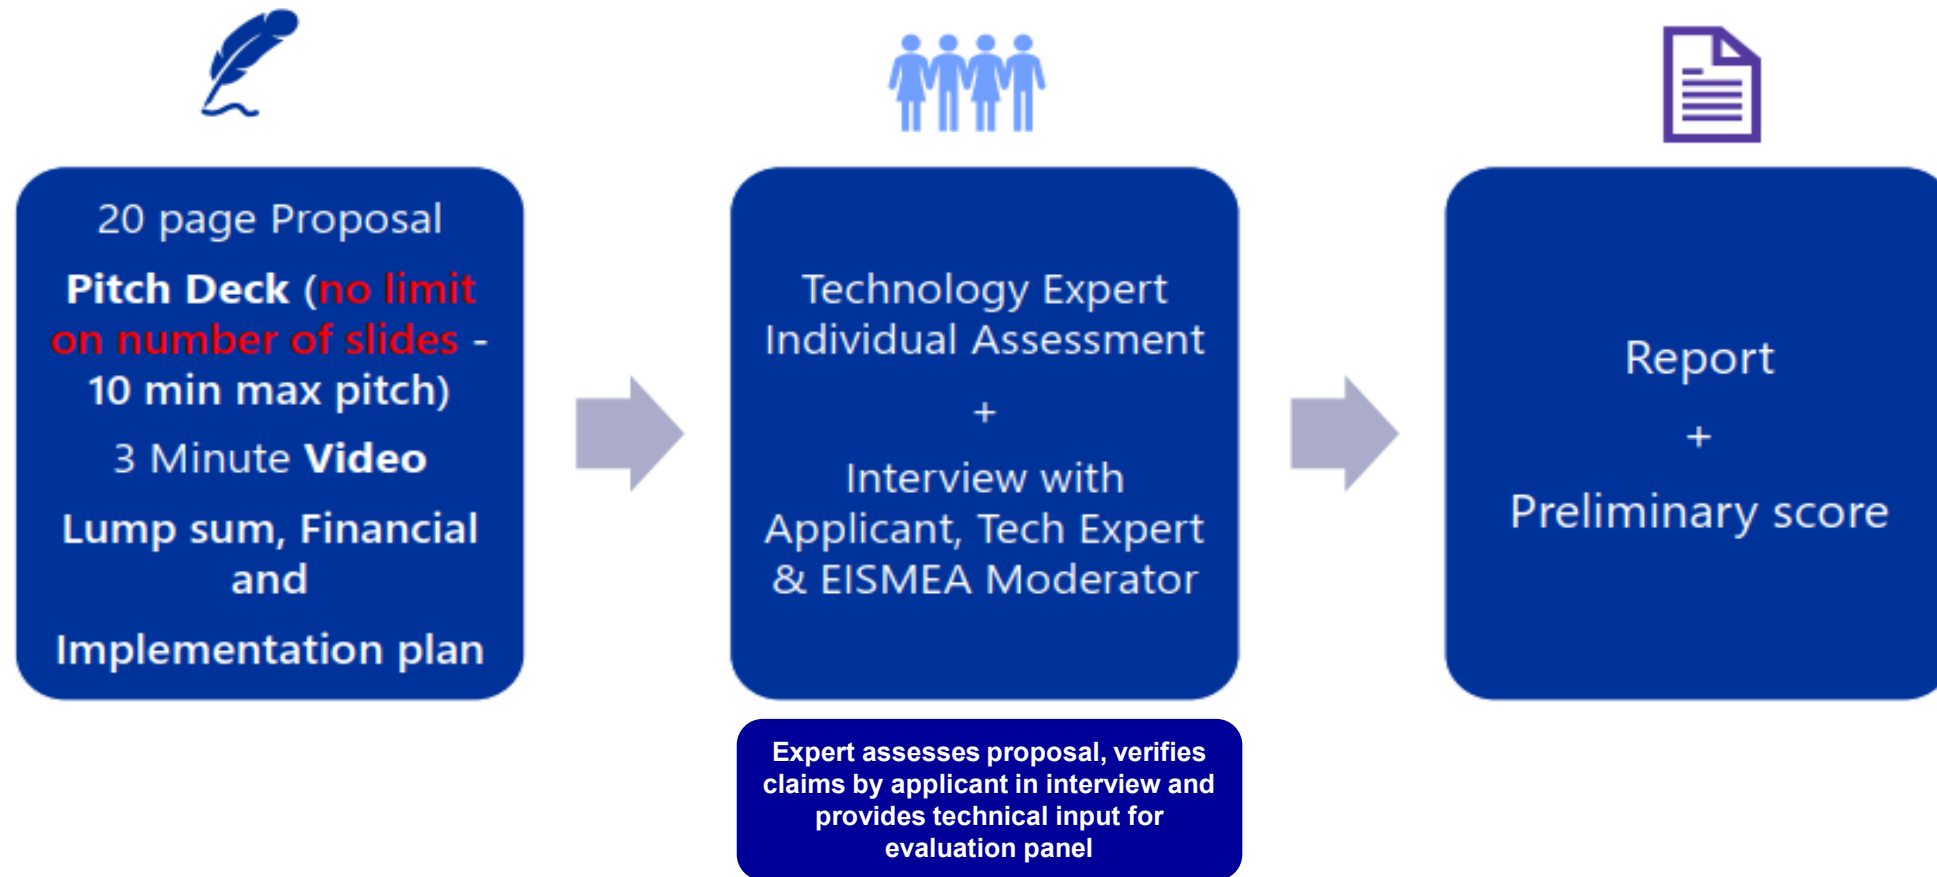 20 page Proposal
Pitch Deck (no limit
on number of slides -
10 min max pitch)
3 Minute Video
Lump sum, Financial
and
Implementation plan
Technology Expert
Individual Assessment
+
Interview with
Applicant, Tech Expert
& EISMEA Moderator
Expert assesses proposal, verifies
claims by applicant in interview and
provides technical input for
evaluation panel
Report
+
Preliminary score